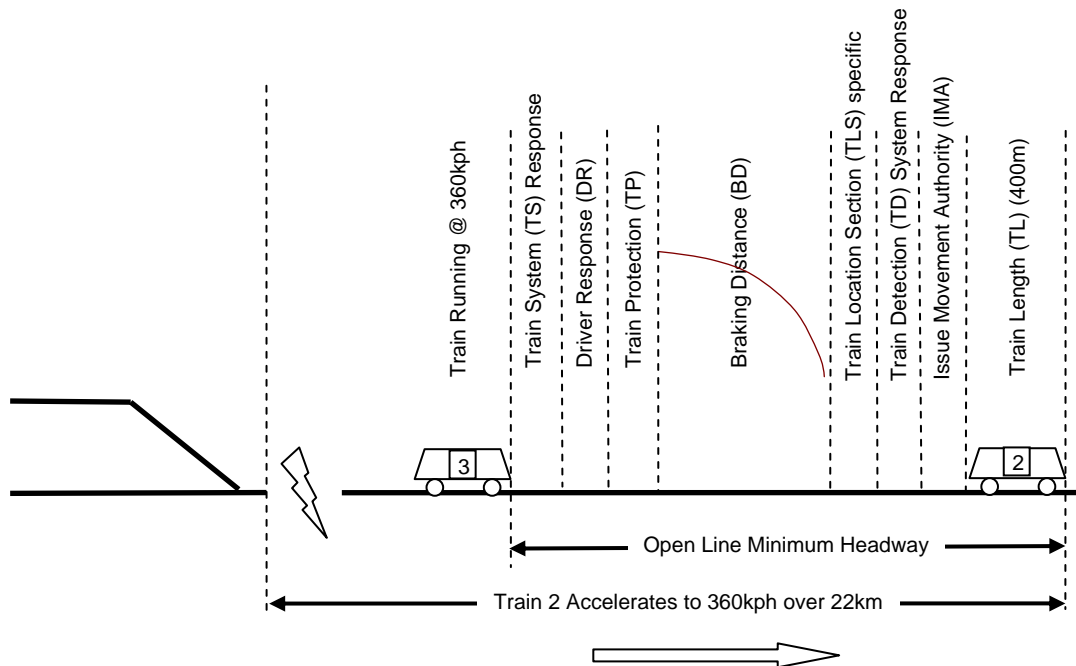 Train Running @ 360kph
Train System (TS) Response
Driver Response (DR)
Train Protection (TP)
Braking Distance (BD)
Train Location Section (TLS) specific
Train Detection (TD) System Response
Issue Movement Authority (IMA)
Train Length (TL) (400m)
3
2
Open Line Minimum Headway
Train 2 Accelerates to 360kph over 22km